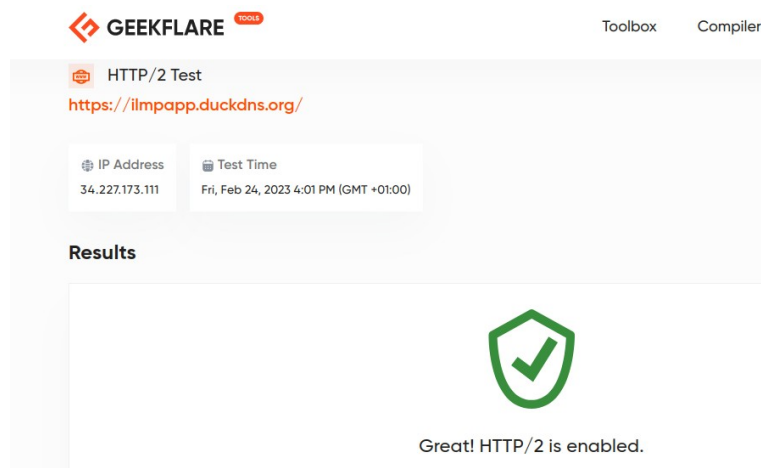 GEEKFLARE TOOLS Toolbox Compiler
HTTP/2 Test
https://ilmpapp.duckdns.org/
IP Address Test Time
34.227.173.111 Fri, Feb 24, 2023 4:01 PM (GMT +01:00)
Results
Great! HTTP/2 is enabled.